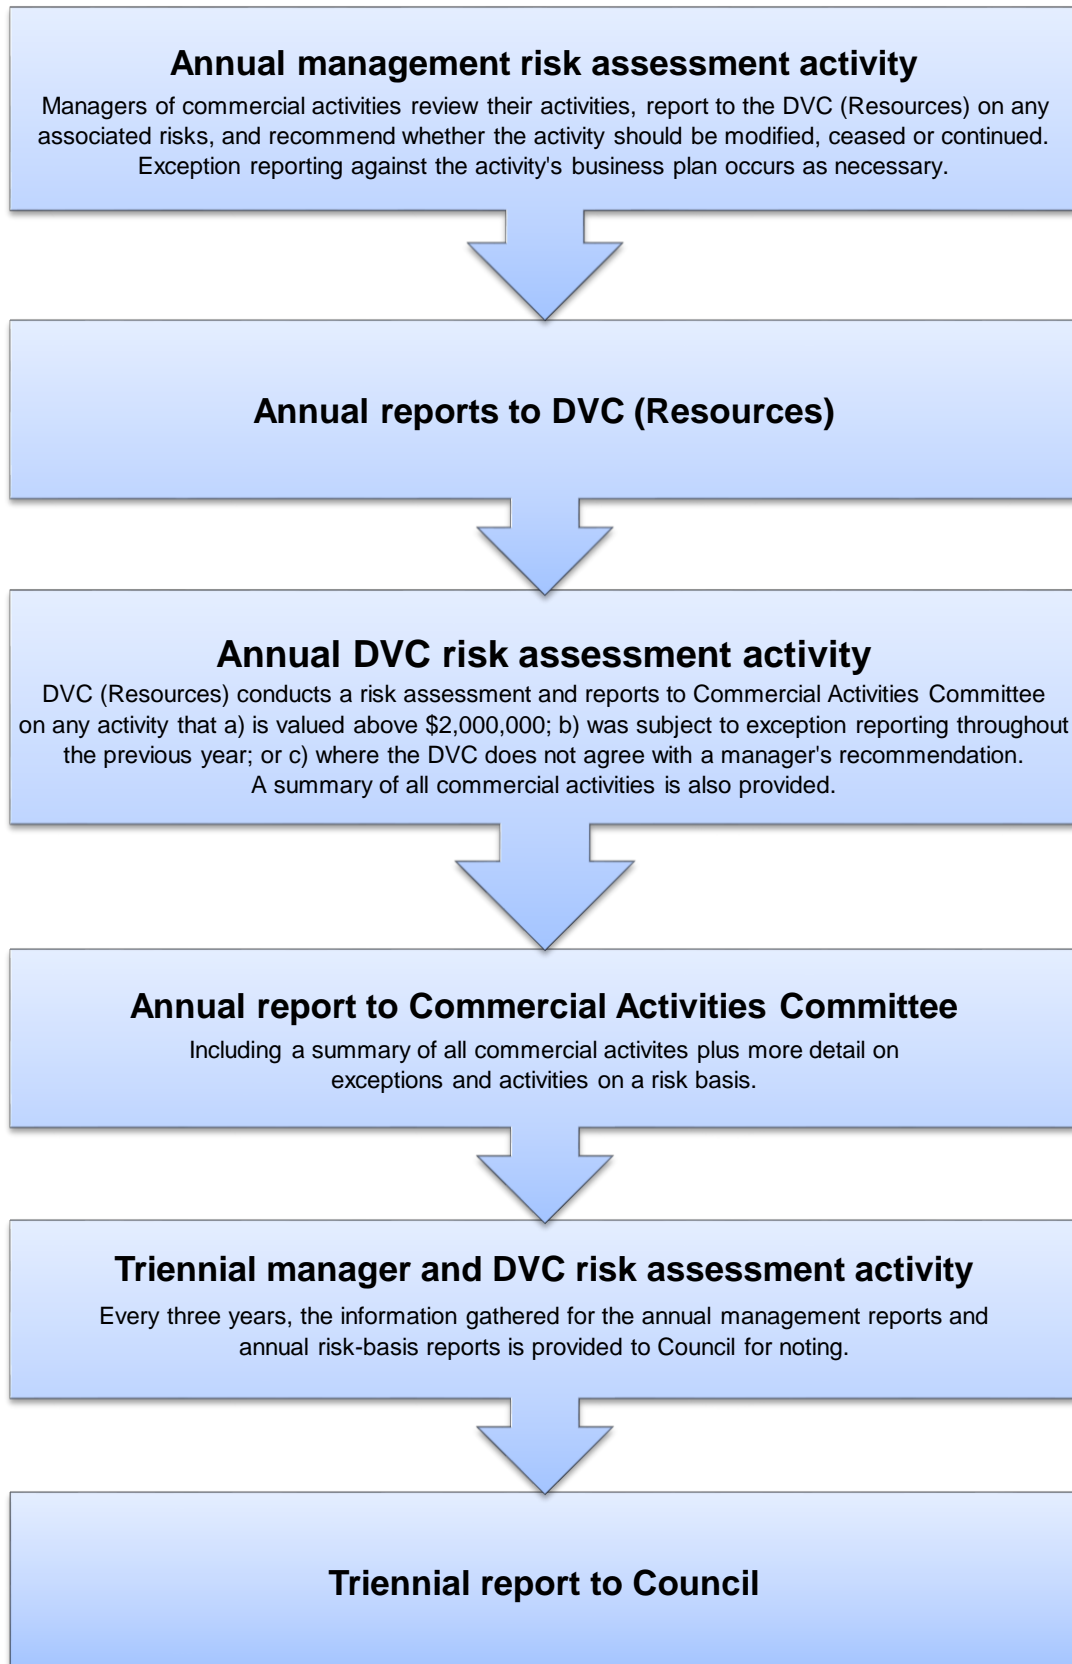 Annual management risk assessment activity
Managers of commercial activities review their activities, report to the DVC (Resources) on any
associated risks, and recommend whether the activity should be modified, ceased or continued.
Exception reporting against the activity's business plan occurs as necessary.
Annual reports to DVC (Resources)
Annual DVC risk assessment activity
DVC (Resources) conducts a risk assessment and reports to Commercial Activities Committee
on any activity that a) is valued above $2,000,000; b) was subject to exception reporting throughout
the previous year; or c) where the DVC does not agree with a manager's recommendation.
A summary of all commercial activities is also provided.
Annual report to Commercial Activities Committee
Including a summary of all commercial activites plus more detail on
exceptions and activities on a risk basis.
Triennial manager and DVC risk assessment activity
Every three years, the information gathered for the annual management reports and
annual risk-basis reports is provided to Council for noting.
Triennial report to Council